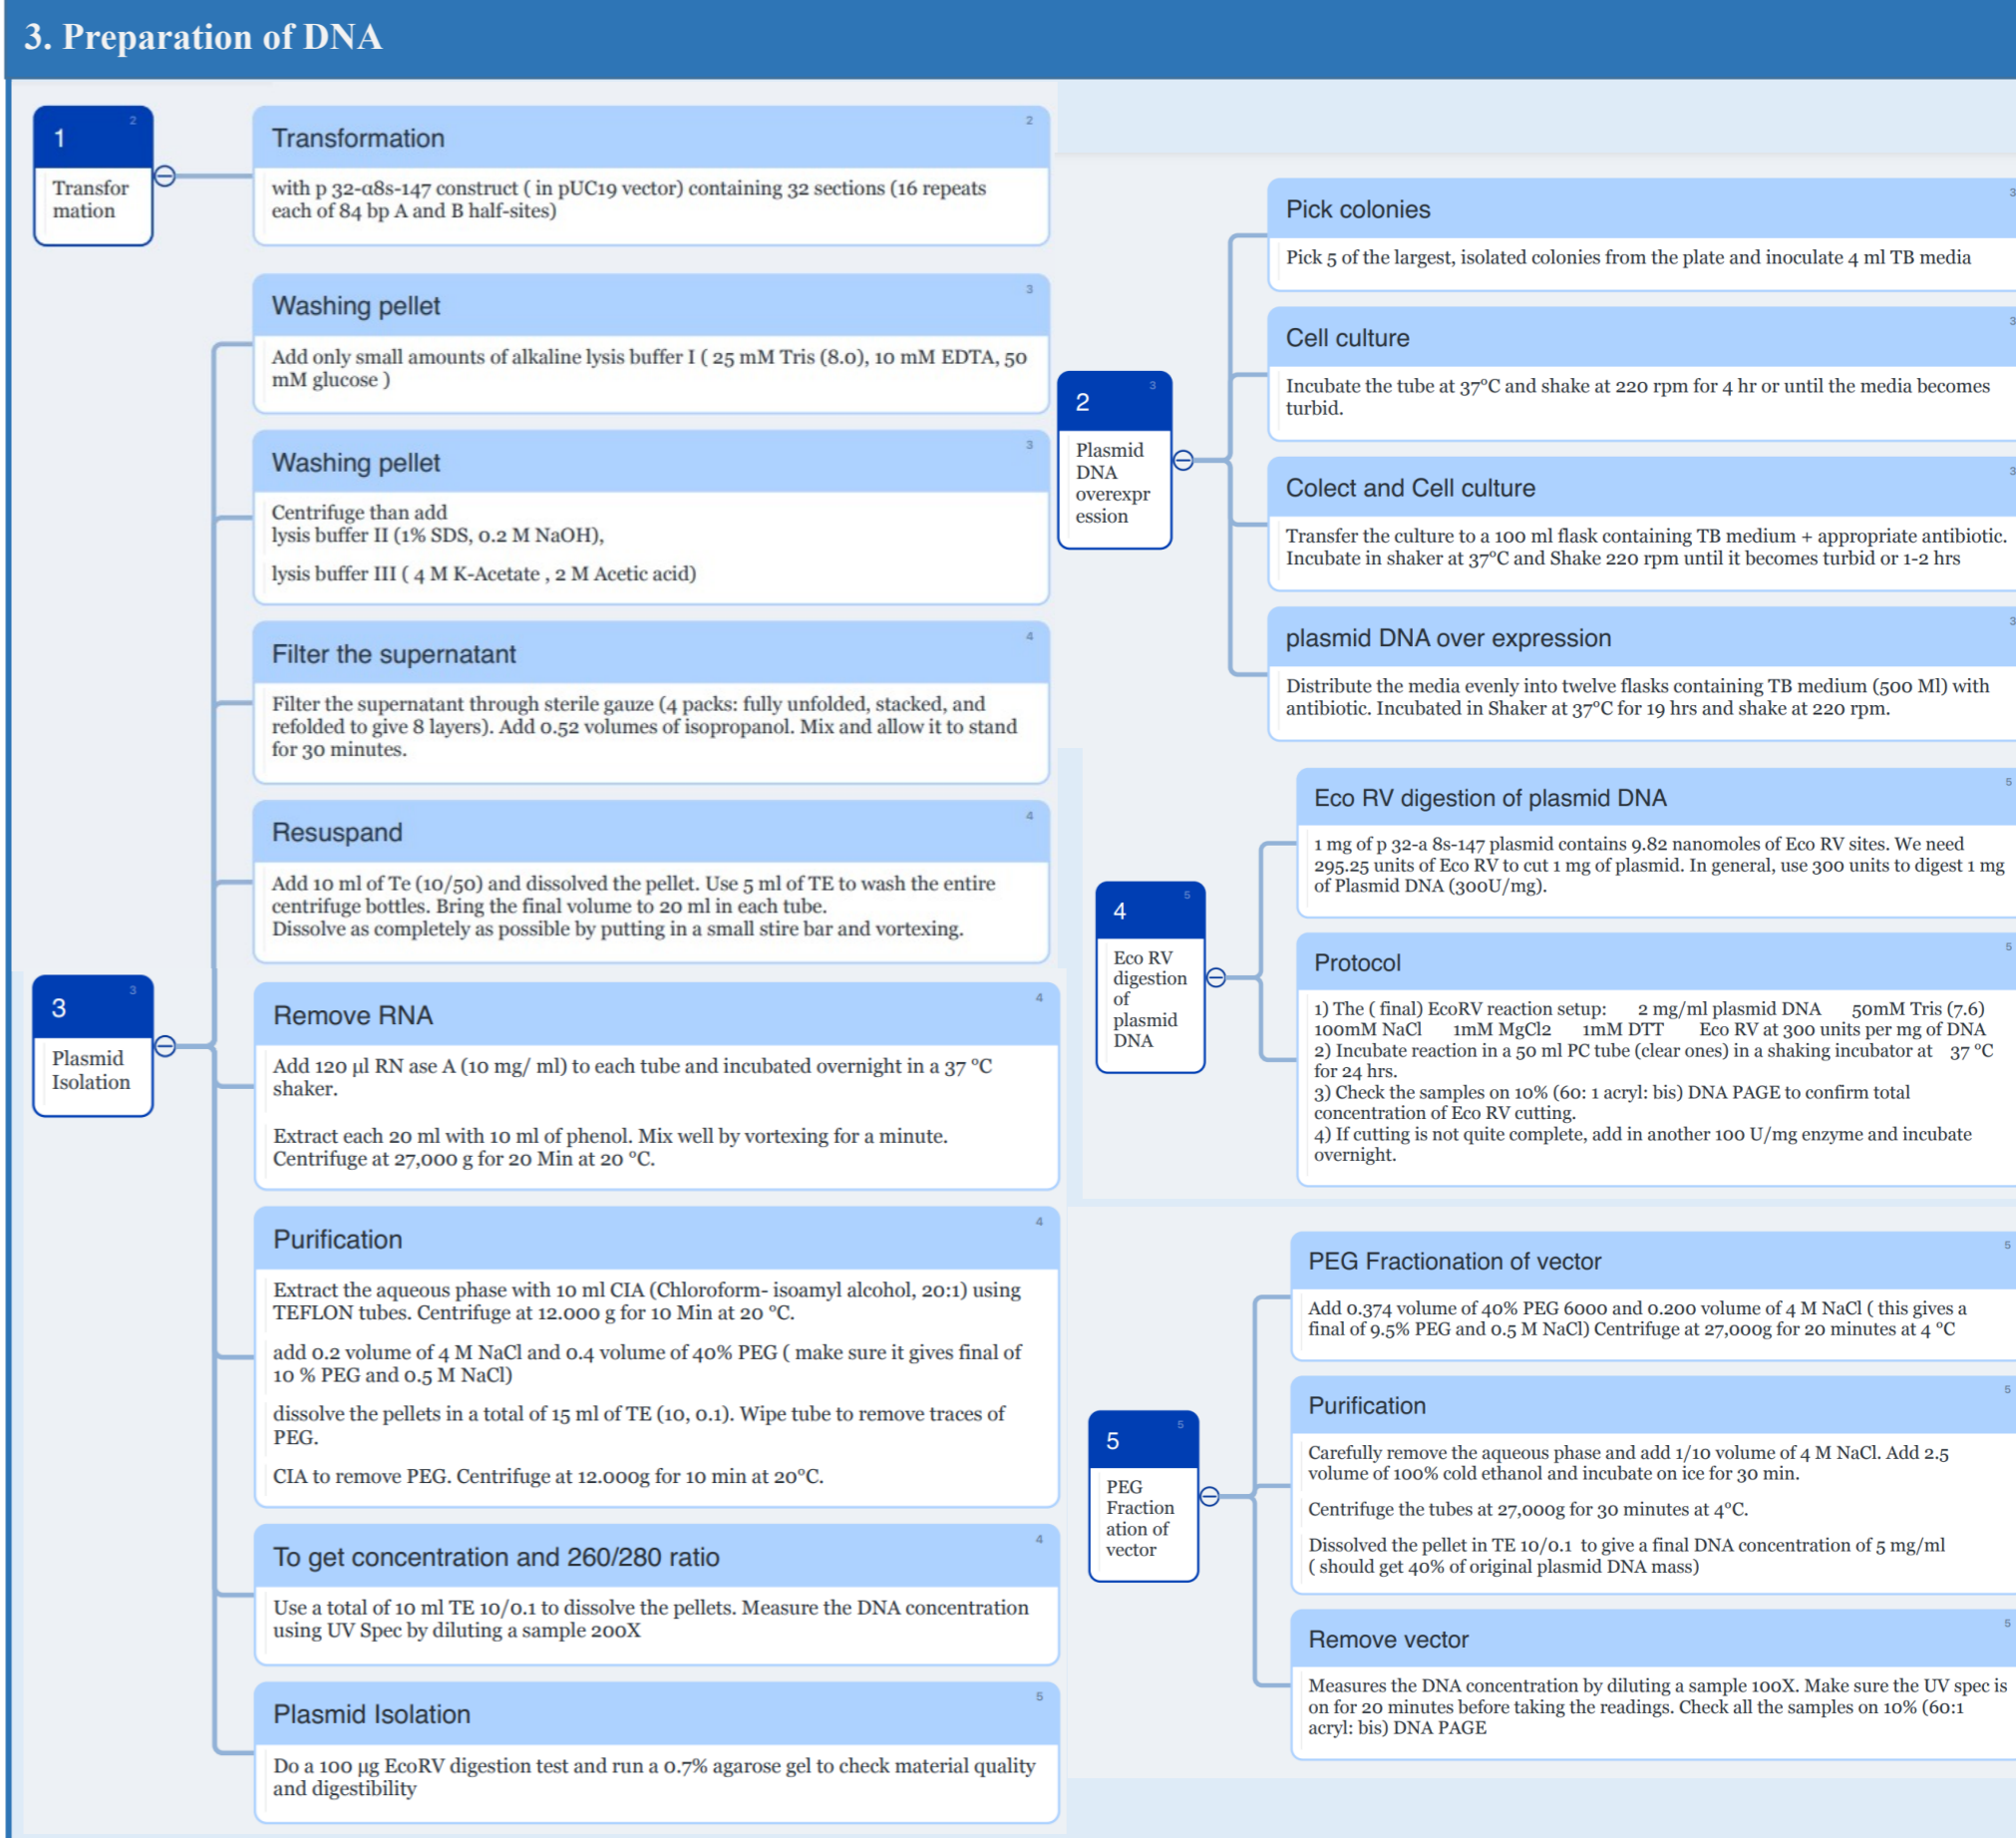 3. Preparation of DNA
1
2
Transfor
mation
Transformation
2
with p 32-α8s-147 construct ( in pUC19 vector) containing 32 sections (16 repeats
each of 84 bp A and B half-sites)
3
3
Plasmid
Isolation
Washing pellet
3
Add only small amounts of alkaline lysis buffer I ( 25 mM Tris (8.0), 10 mM EDTA, 50
mM glucose )
Washing pellet
3
Centrifuge than add
lysis buffer II (1% SDS, 0.2 M NaOH),
lysis buffer III ( 4 M K-Acetate , 2 M Acetic acid)
Filter the supernatant
4
Filter the supernatant through sterile gauze (4 packs: fully unfolded, stacked, and
refolded to give 8 layers). Add 0.52 volumes of isopropanol. Mix and allow it to stand
for 30 minutes.
Resuspand
4
Add 10 ml of Te (10/50) and dissolved the pellet. Use 5 ml of TE to wash the entire
centrifuge bottles. Bring the final volume to 20 ml in each tube.
Dissolve as completely as possible by putting in a small stire bar and vortexing.
Remove RNA
4
Add 120 μl RN ase A (10 mg/ ml) to each tube and incubated overnight in a 37 °C
shaker.
Extract each 20 ml with 10 ml of phenol. Mix well by vortexing for a minute.
Centrifuge at 27,000 g for 20 Min at 20 °C.
Purification
4
Extract the aqueous phase with 10 ml CIA (Chloroform- isoamyl alcohol, 20:1) using
TEFLON tubes. Centrifuge at 12.000 g for 10 Min at 20 °C.
add 0.2 volume of 4 M NaCl and 0.4 volume of 40% PEG ( make sure it gives final of
10 % PEG and 0.5 M NaCl)
dissolve the pellets in a total of 15 ml of TE (10, 0.1). Wipe tube to remove traces of
PEG.
CIA to remove PEG. Centrifuge at 12.000g for 10 min at 20°C.
To get concentration and 260/280 ratio
4
Use a total of 10 ml TE 10/0.1 to dissolve the pellets. Measure the DNA concentration
using UV Spec by diluting a sample 200X
Plasmid Isolation
5
Do a 100 μg EcoRV digestion test and run a 0.7% agarose gel to check material quality
and digestibility
2
3
Plasmid
DNA
overexpr
ession
Pick colonies
3
Pick 5 of the largest, isolated colonies from the plate and inoculate 4 ml TB media
Cell culture
3
Incubate the tube at 37°C and shake at 220 rpm for 4 hr or until the media becomes
turbid.
Colect and Cell culture
3
Transfer the culture to a 100 ml flask containing TB medium + appropriate antibiotic.
Incubate in shaker at 37°C and Shake 220 rpm until it becomes turbid or 1-2 hrs
plasmid DNA over expression
3
Distribute the media evenly into twelve flasks containing TB medium (500 Ml) with
antibiotic. Incubated in Shaker at 37°C for 19 hrs and shake at 220 rpm.
4
5
Eco RV
digestion
of
plasmid
DNA
Eco RV digestion of plasmid DNA
5
1 mg of p 32-a 8s-147 plasmid contains 9.82 nanomoles of Eco RV sites. We need
295.25 units of Eco RV to cut 1 mg of plasmid. In general, use 300 units to digest 1 mg
of Plasmid DNA (300U/mg).
Protocol
5
1) The ( final) EcoRV reaction setup: 2 mg/ml plasmid DNA 50mM Tris (7.6)
100mM NaCl 1mM MgCl2 1mM DTT Eco RV at 300 units per mg of DNA
2) Incubate reaction in a 50 ml PC tube (clear ones) in a shaking incubator at 37 °C
for 24 hrs.
3) Check the samples on 10% (60: 1 acryl: bis) DNA PAGE to confirm total
concentration of Eco RV cutting.
4) If cutting is not quite complete, add in another 100 U/mg enzyme and incubate
overnight.
5
5
PEG
Fraction
ation of
vector
PEG Fractionation of vector
5
Add 0.374 volume of 40% PEG 6000 and 0.200 volume of 4 M NaCl ( this gives a
final of 9.5% PEG and 0.5 M NaCl) Centrifuge at 27,000g for 20 minutes at 4 °C
Purification
5
Carefully remove the aqueous phase and add 1/10 volume of 4 M NaCl. Add 2.5
volume of 100% cold ethanol and incubate on ice for 30 min.
Centrifuge the tubes at 27,000g for 30 minutes at 4°C.
Dissolved the pellet in TE 10/0.1 to give a final DNA concentration of 5 mg/ml
( should get 40% of original plasmid DNA mass)
Remove vector
5
Measures the DNA concentration by diluting a sample 100X. Make sure the UV spec is
on for 20 minutes before taking the readings. Check all the samples on 10% (60:1
acryl: bis) DNA PAGE